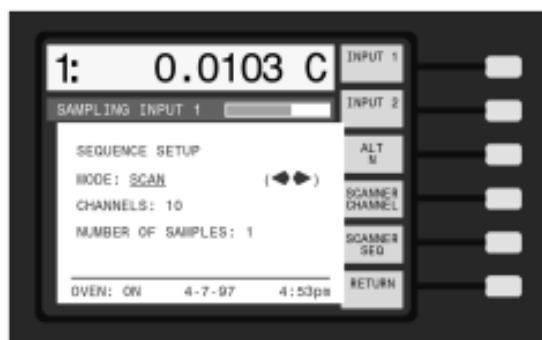 1: 0.0103 C
SAMPLING INPUT 1
SEQUENCE SETUP
MODE: SCAN (◀▶)
CHANNELS: 10
NUMBER OF SAMPLES: 1
OVEN: ON 4-7-97 4:53pm
INPUT 1
INPUT 2
ALT
N
SCANNER
CHANNEL
SCANNER
SEQ
RETURN